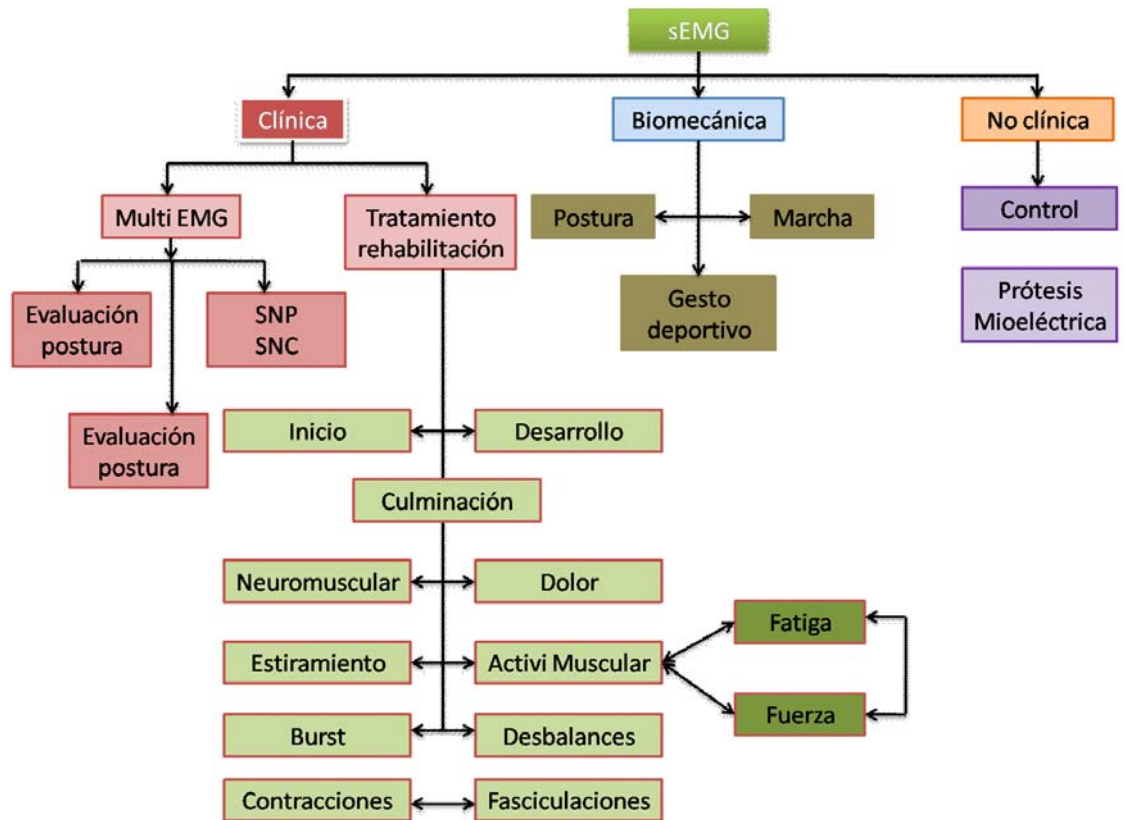 sEMG
Clínica
Biomecánica
No clínica
Multi EMG
Tratamiento
rehabilitación
Postura
Marcha
Control
Evaluación
postura
SNP
SNC
Gesto
deportivo
Prótesis
Mioeléctrica
Evaluación
postura
Inicio
Desarrollo
Culminación
Neuromuscular
Dolor
Fatiga
Estiramiento
Activi Muscular
Fuerza
Burst
Desbalances
Contracciones
Fasciculaciones